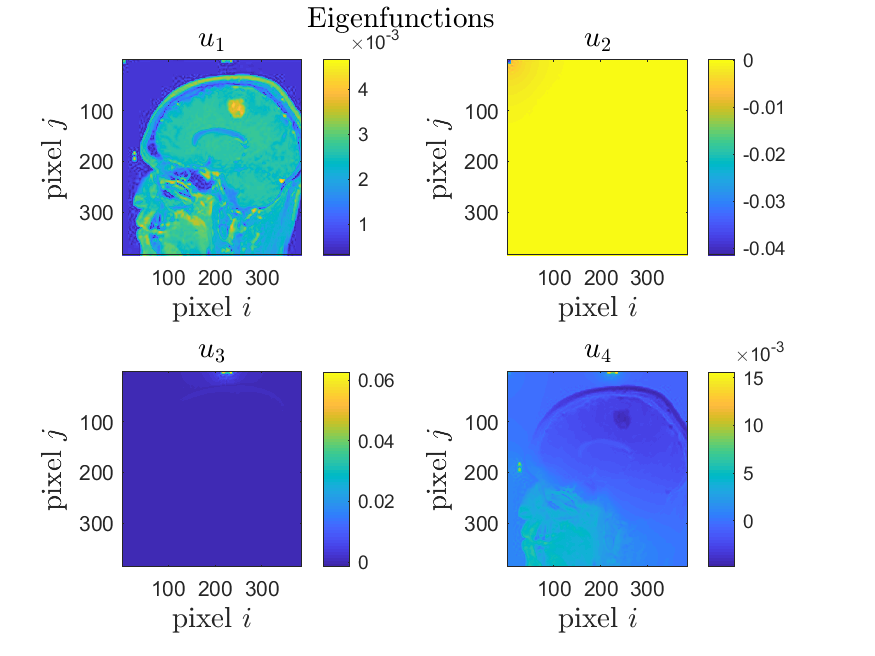 Eigenfunctions
u₁
×10⁻³
4
3
2
1
100
200
300
pixel j
100 200 300
pixel i
u₂
0
-0.01
-0.02
-0.03
-0.04
100
200
300
pixel j
100 200 300
pixel i
u₃
0.06
0.04
0.02
0
100
200
300
pixel j
100 200 300
pixel i
u₄
×10⁻³
15
10
5
0
100
200
300
pixel j
100 200 300
pixel i